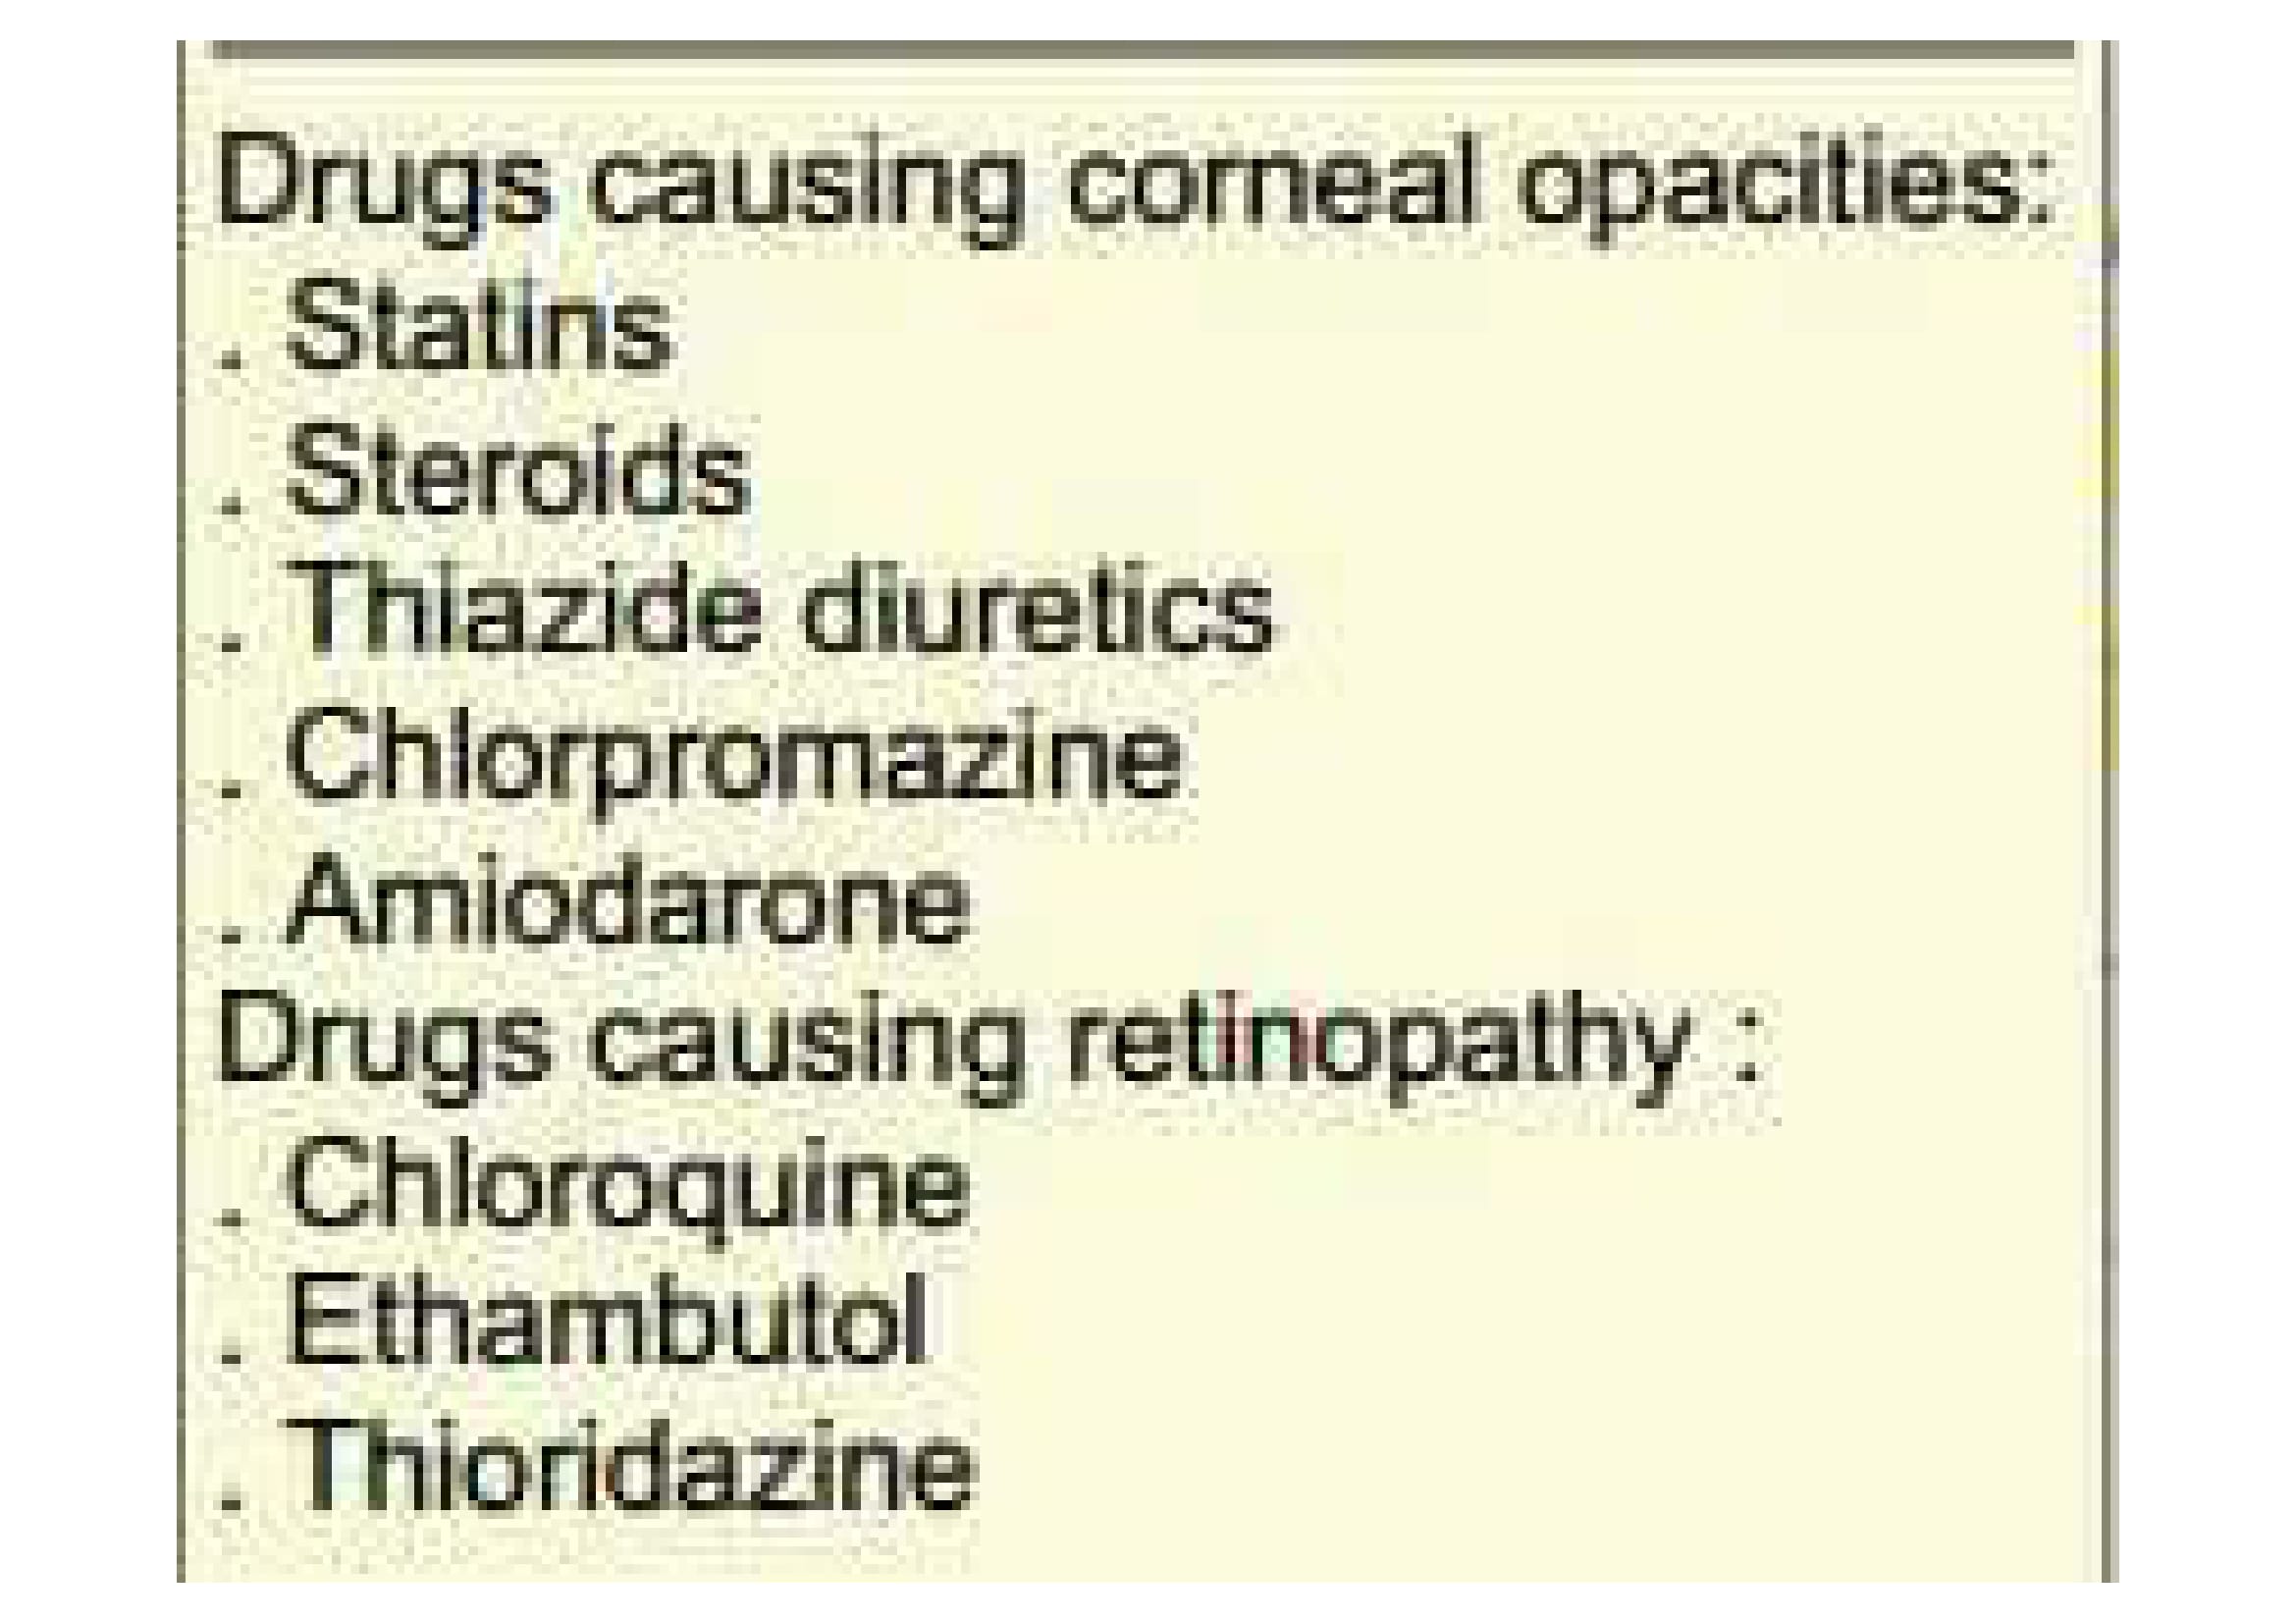 Drugs causing corneal opacities:
. Statins
. Steroids
. Thiazide diuretics
. Chlorpromazine
. Amiodarone
Drugs causing retinopathy :
. Chloroquine
. Ethambutol
. Thioridazine